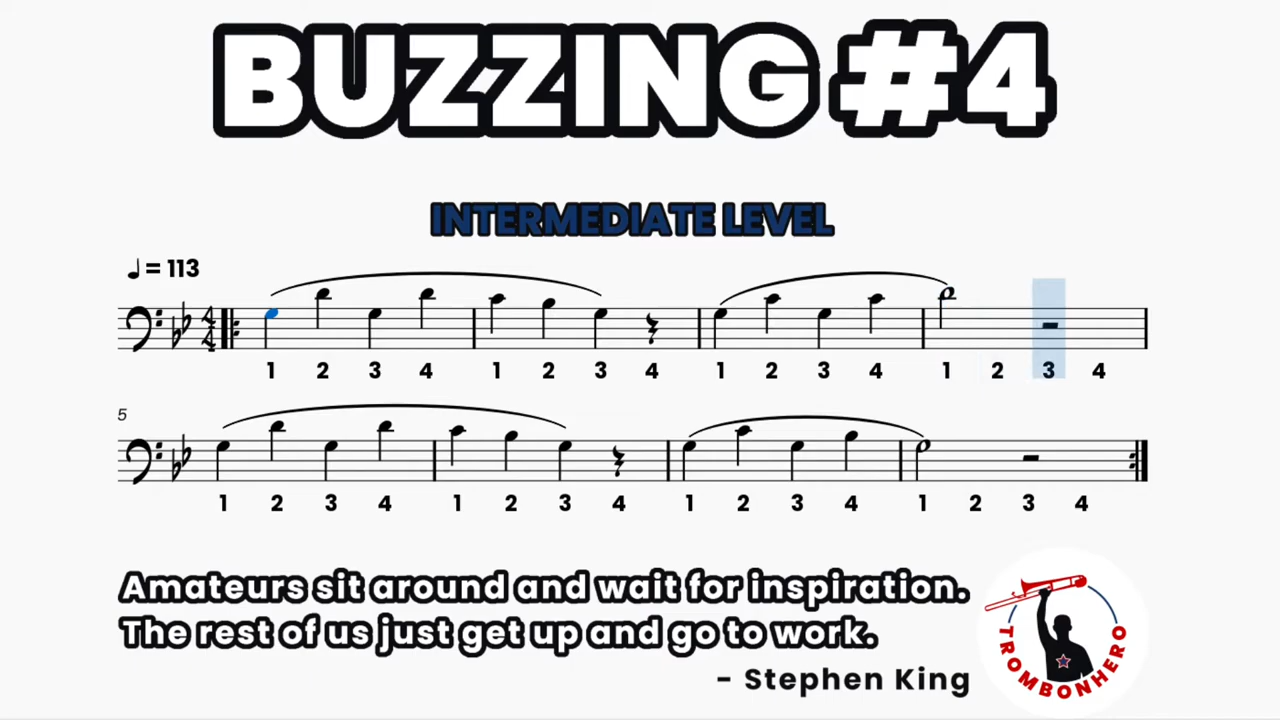 BUZZING #4
INTERMEDIATE LEVEL
♩ = 113
4
4
1 2 3 4 1 2 3 4 1 2 3 4 1 2 3 4
5
1 2 3 4 1 2 3 4 1 2 3 4 1 2 3 4
Amateurs sit around and wait for inspiration.
The rest of us just get up and go to work.
- Stephen King
TROMBONHERO